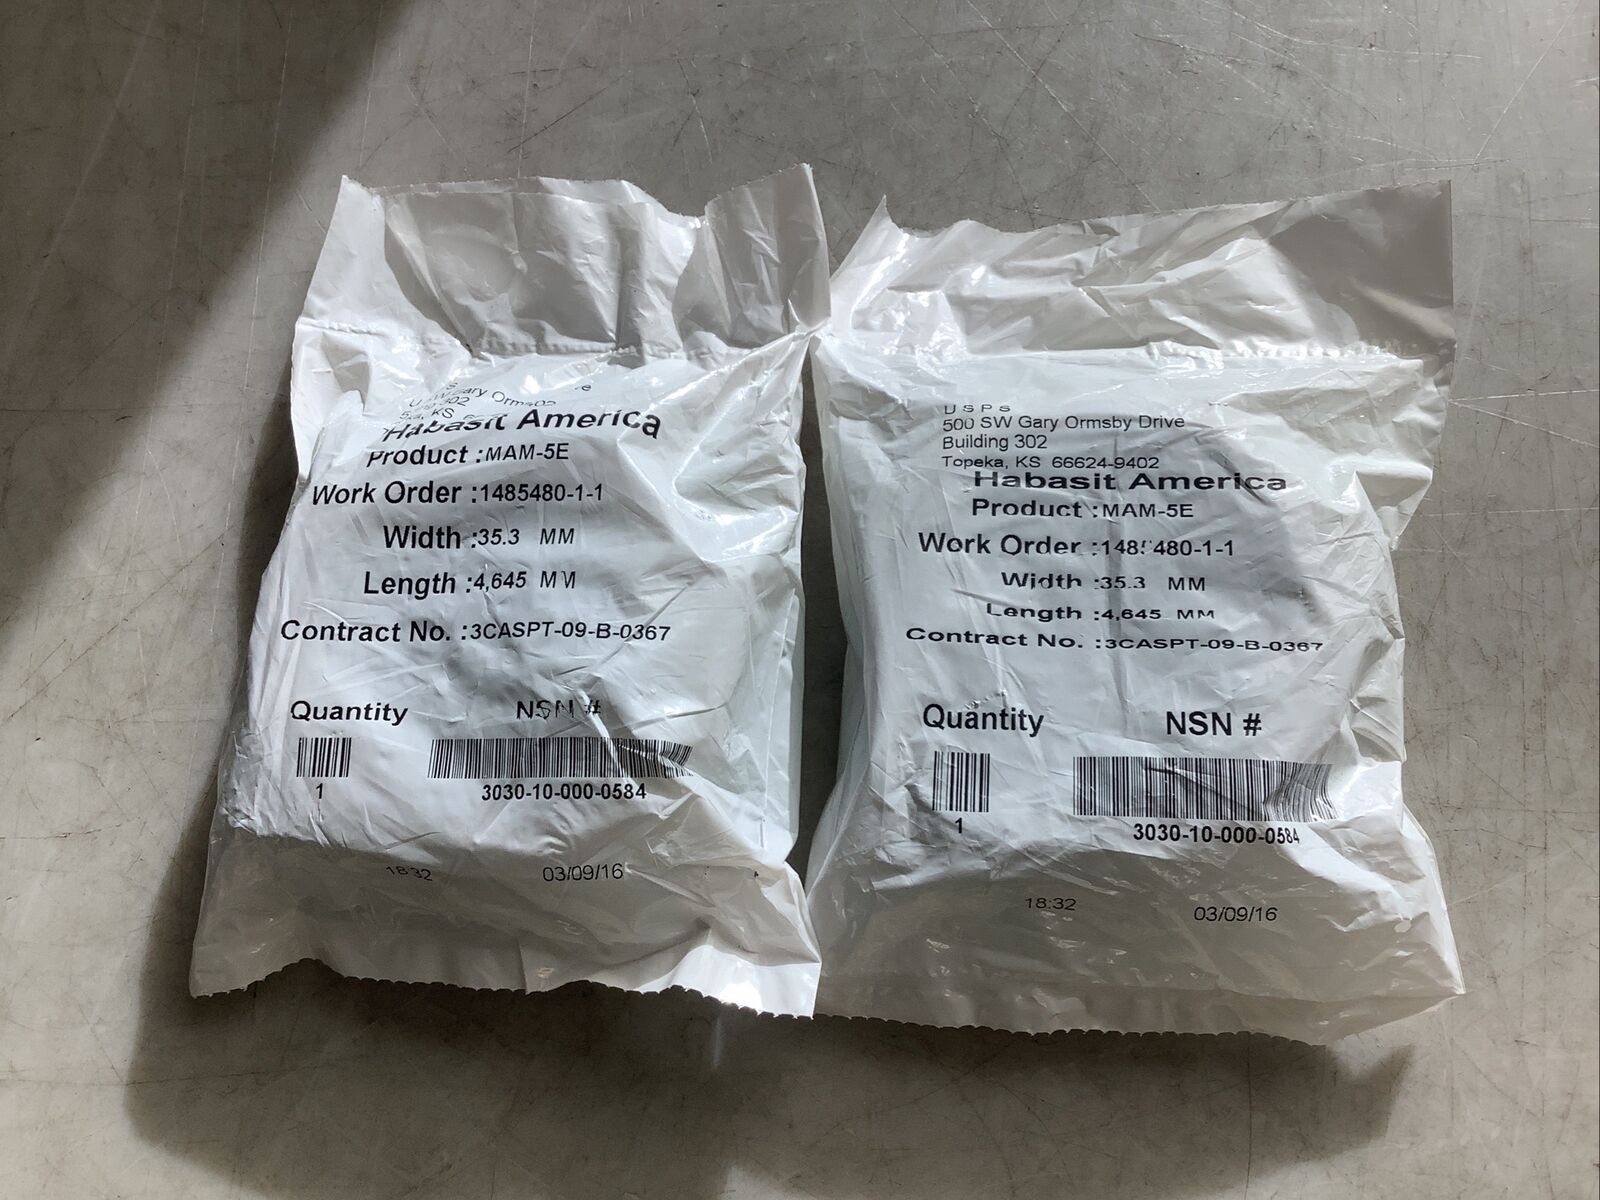 Habasit America
Product :MAM-5E
Work Order :1485480-1-1
Width :35.3 MM
Length :4,645 MM
Contract No. :3CASPT-09-B-0367
Quantity NSN #
1 3030-10-000-0584
18:32 03/09/16
U S P S
500 SW Gary Ormsby Drive
Building 302
Topeka, KS 66624-9402
Habasit America
Product :MAM-5E
Work Order :1485480-1-1
Width :35.3 MM
Length :4,645 MM
Contract No. :3CASPT-09-B-0367
Quantity NSN #
1 3030-10-000-0584
18:32 03/09/16